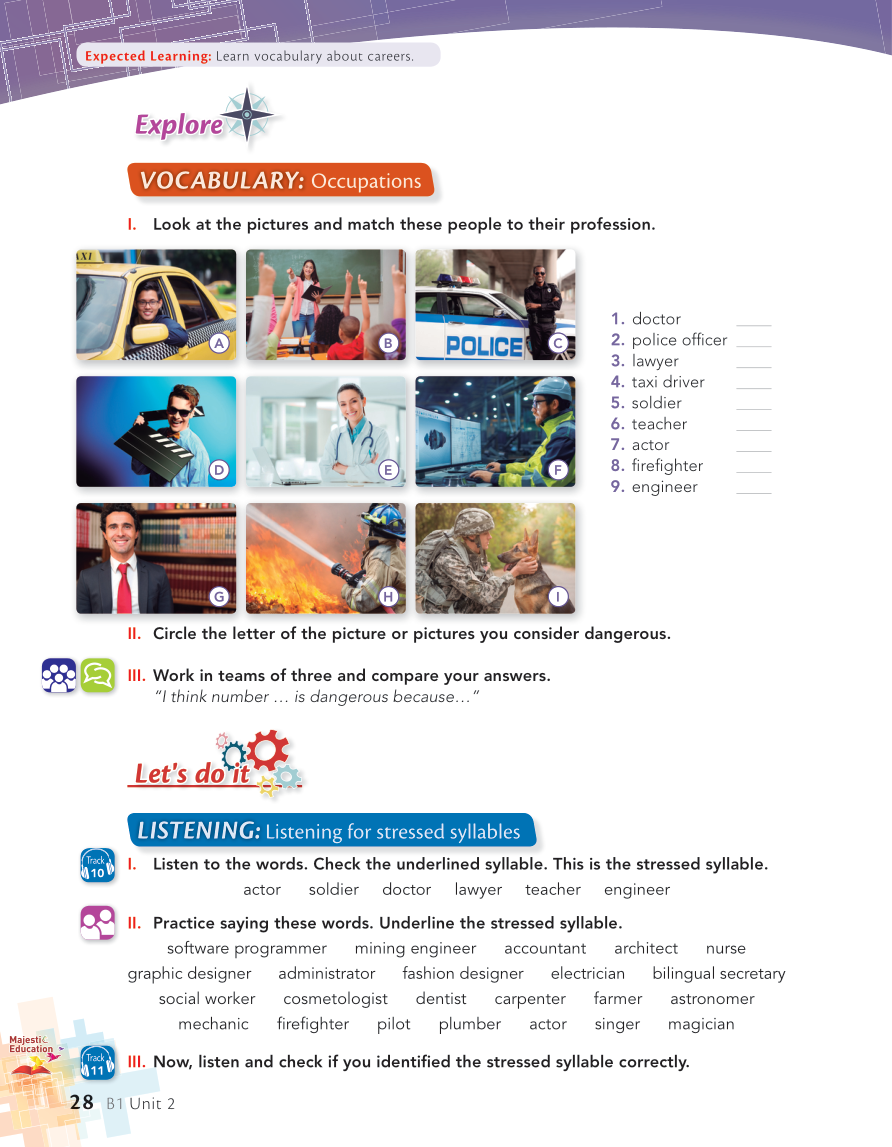 Expected Learning: Learn vocabulary about careers.
Explore
VOCABULARY: Occupations
I. Look at the pictures and match these people to their profession.
AXI
A
B
POLICE
C
D
E
F
G
H
I
1. doctor ____
2. police officer ____
3. lawyer ____
4. taxi driver ____
5. soldier ____
6. teacher ____
7. actor ____
8. firefighter ____
9. engineer ____
II. Circle the letter of the picture or pictures you consider dangerous.
III. Work in teams of three and compare your answers.
“I think number … is dangerous because…”
Let's do it
LISTENING: Listening for stressed syllables
Track
10
I. Listen to the words. Check the underlined syllable. This is the stressed syllable.
actor soldier doctor lawyer teacher engineer
II. Practice saying these words. Underline the stressed syllable.
software programmer mining engineer accountant architect nurse
graphic designer administrator fashion designer electrician bilingual secretary
social worker cosmetologist dentist carpenter farmer astronomer
mechanic firefighter pilot plumber actor singer magician
Majestic
Education
Track
11
III. Now, listen and check if you identified the stressed syllable correctly.
28 B1 Unit 2